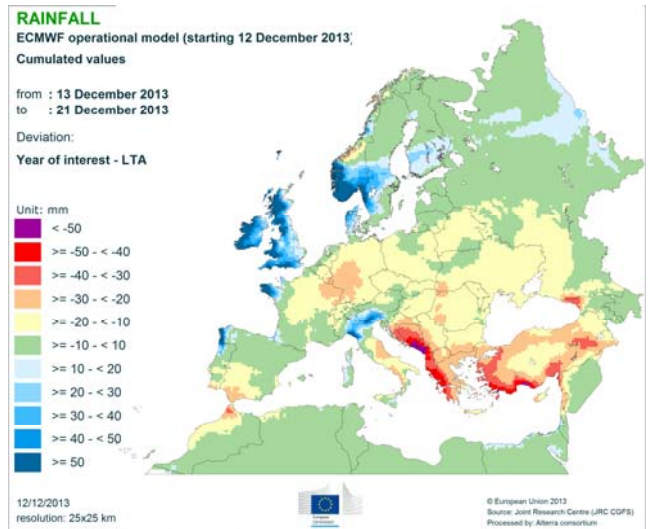 RAINFALL
ECMWF operational model (starting 12 December 2013)
Cumulated values
from : 13 December 2013
to : 21 December 2013
Deviation:
Year of interest - LTA
Unit: mm
< -50
>= -50 - < -40
>= -40 - < -30
>= -30 - < -20
>= -20 - < -10
>= -10 - < 10
>= 10 - < 20
>= 20 - < 30
>= 30 - < 40
>= 40 - < 50
>= 50
12/12/2013
resolution: 25x25 km
European
Commission
© European Union 2013
Source: Joint Research Centre (JRC CGFS)
Processed by: Alterra consortium